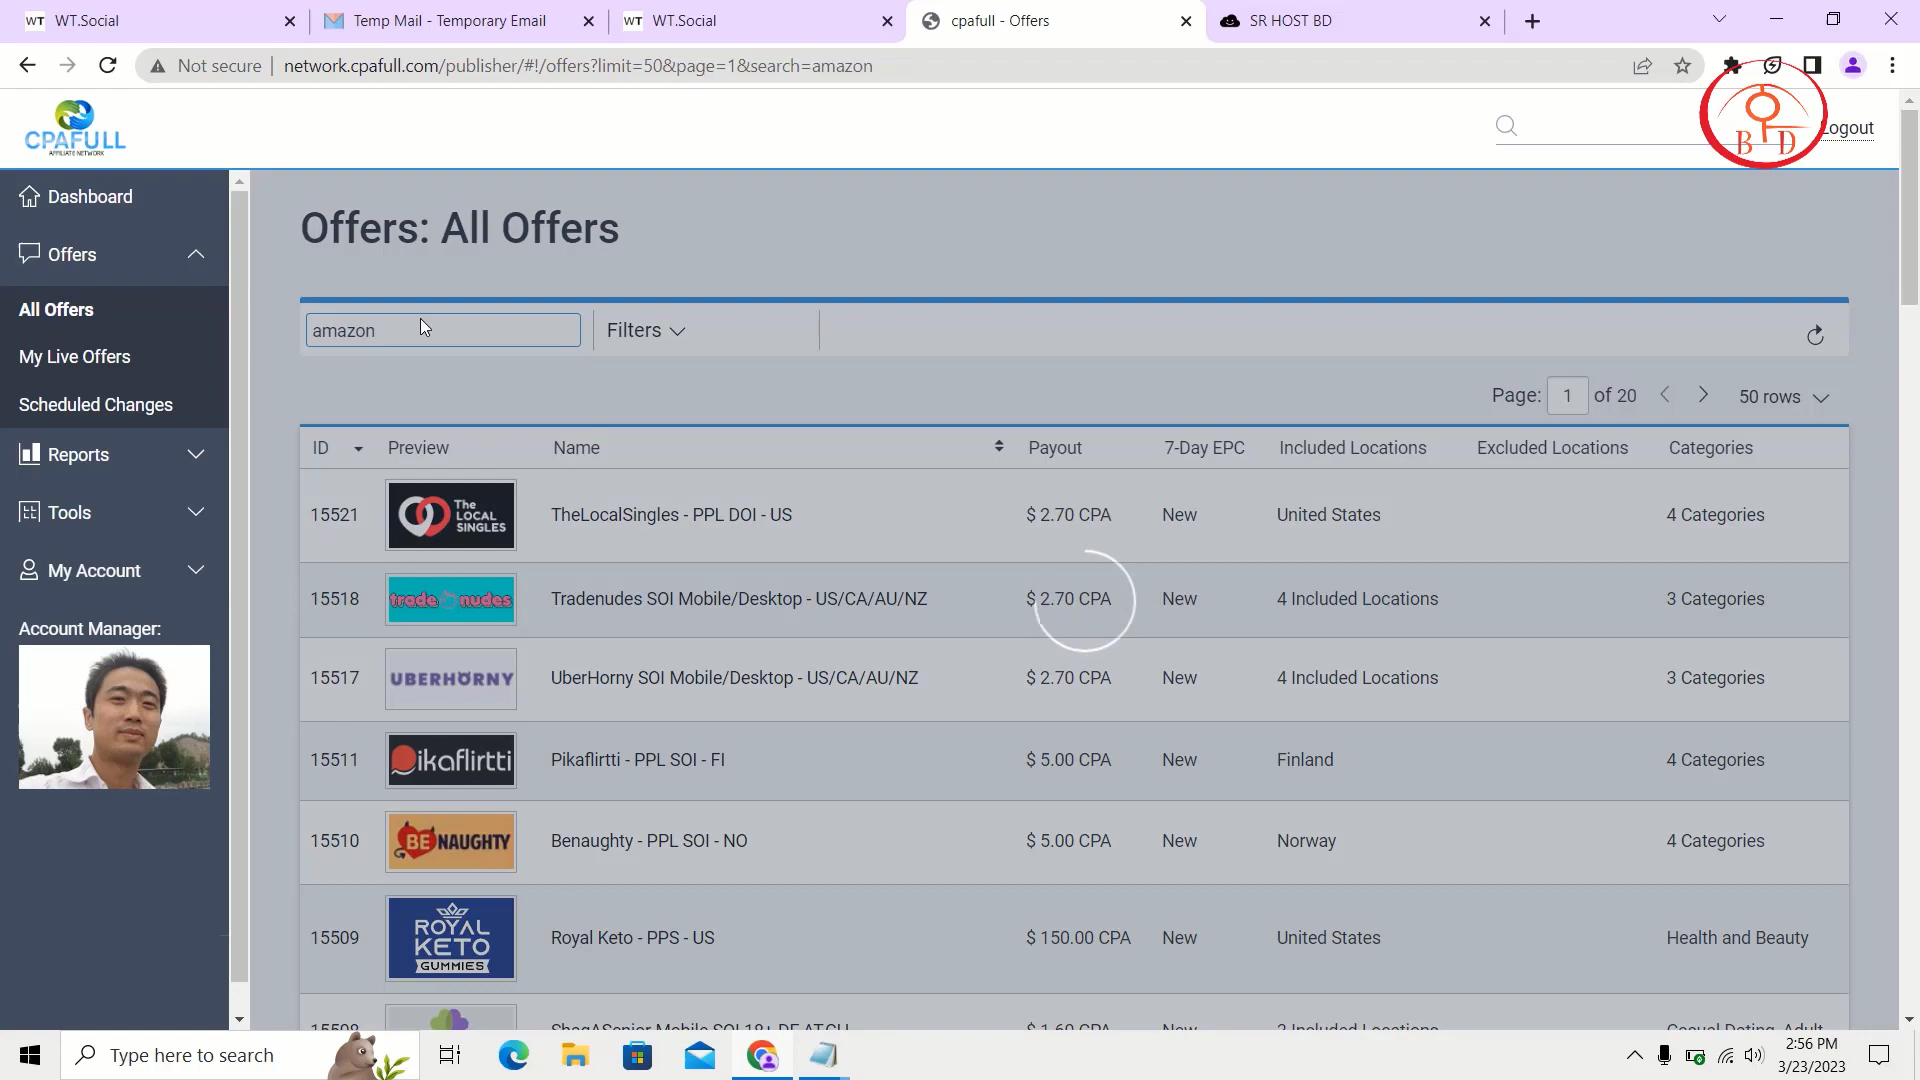 WT WT.Social
Temp Mail - Temporary Email
WT WT.Social
cpafull - Offers
SR HOST BD
Not secure
network.cpafull.com/publisher/#!/offers?limit=50&page=1&search=amazon
CPAFULL
AFFILIATE NETWORK
B D
Logout
Dashboard
Offers
All Offers
My Live Offers
Scheduled Changes
Reports
Tools
My Account
Account Manager:
Offers: All Offers
amazon
Filters
Page: 1 of 20
50 rows
ID Preview Name Payout 7-Day EPC Included Locations Excluded Locations Categories
15521 The LOCAL SINGLES TheLocalSingles - PPL DOI - US $ 2.70 CPA New United States 4 Categories
15518 trade nudes Tradenudes SOI Mobile/Desktop - US/CA/AU/NZ $ 2.70 CPA New 4 Included Locations 3 Categories
15517 UBERHORNY UberHorny SOI Mobile/Desktop - US/CA/AU/NZ $ 2.70 CPA New 4 Included Locations 3 Categories
15511 Pikaflirtti Pikaflirtti - PPL SOI - FI $ 5.00 CPA New Finland 4 Categories
15510 BE NAUGHTY Benaughty - PPL SOI - NO $ 5.00 CPA New Norway 4 Categories
15509 ROYAL KETO GUMMIES Royal Keto - PPS - US $ 150.00 CPA New United States Health and Beauty
Type here to search
2:56 PM
3/23/2023